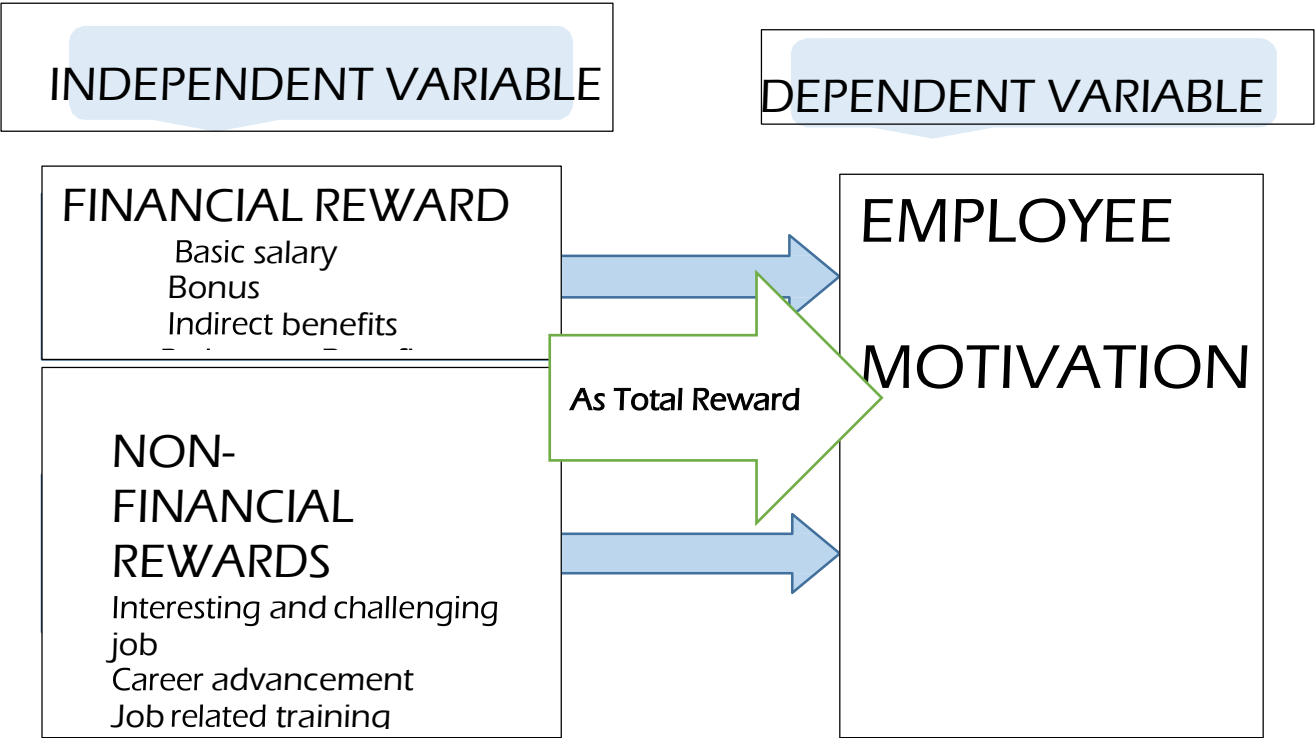 INDEPENDENT VARIABLE
DEPENDENT VARIABLE
FINANCIAL REWARD
Basic salary
Bonus
Indirect benefits
NON-
FINANCIAL
REWARDS
Interesting and challenging
job
Career advancement
Job related training
As Total Reward
EMPLOYEE
MOTIVATION